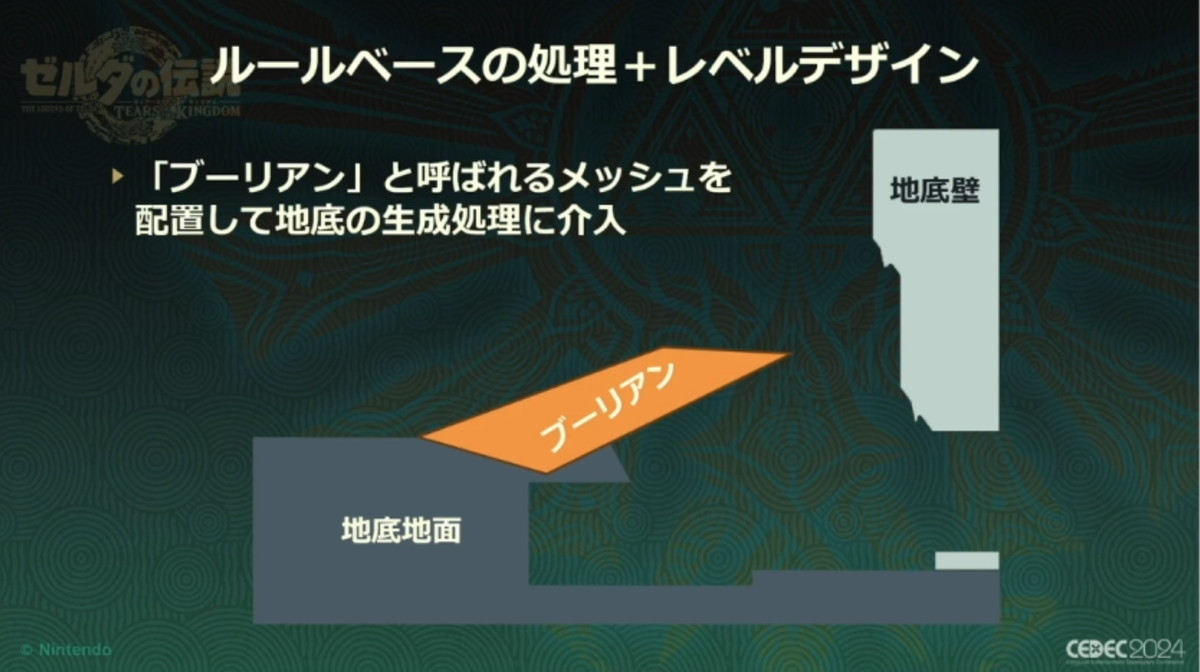 ルールベースの処理＋レベルデザイン
ゼルダの伝説
TEARS OF THE KINGDOM
「ブーリアン」と呼ばれるメッシュを
配置して地底の生成処理に介入
地底壁
ブーリアン
地底地面
© Nintendo
CEDEC2024